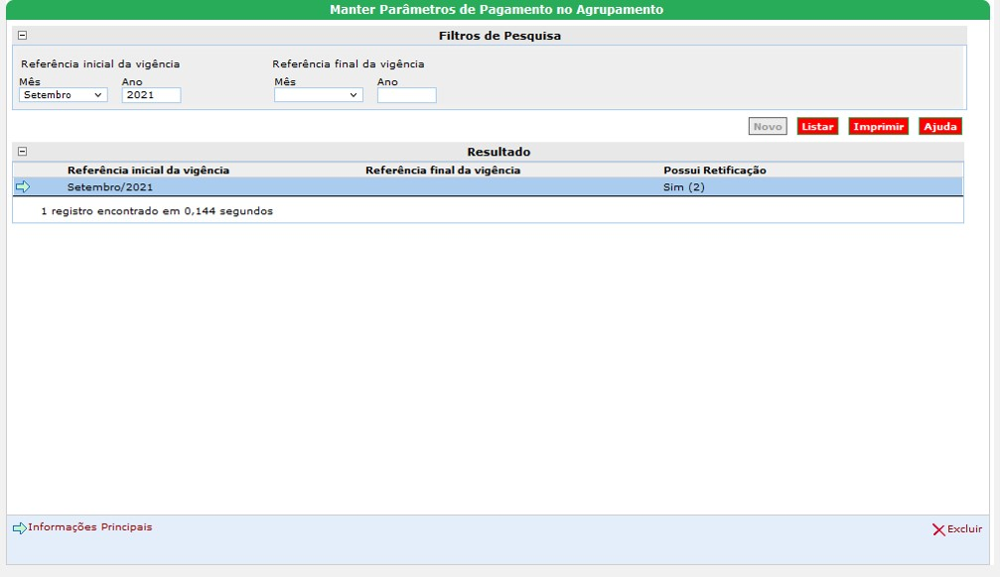 Manter Parâmetros de Pagamento no Agrupamento
Filtros de Pesquisa
Referência inicial da vigência Referência final da vigência
Mês Ano Mês Ano
Setembro 2021
Novo Listar Imprimir Ajuda
Resultado
Referência inicial da vigência Referência final da vigência Possui Retificação
Setembro/2021 Sim (2)
1 registro encontrado em 0,144 segundos
Informações Principais Excluir